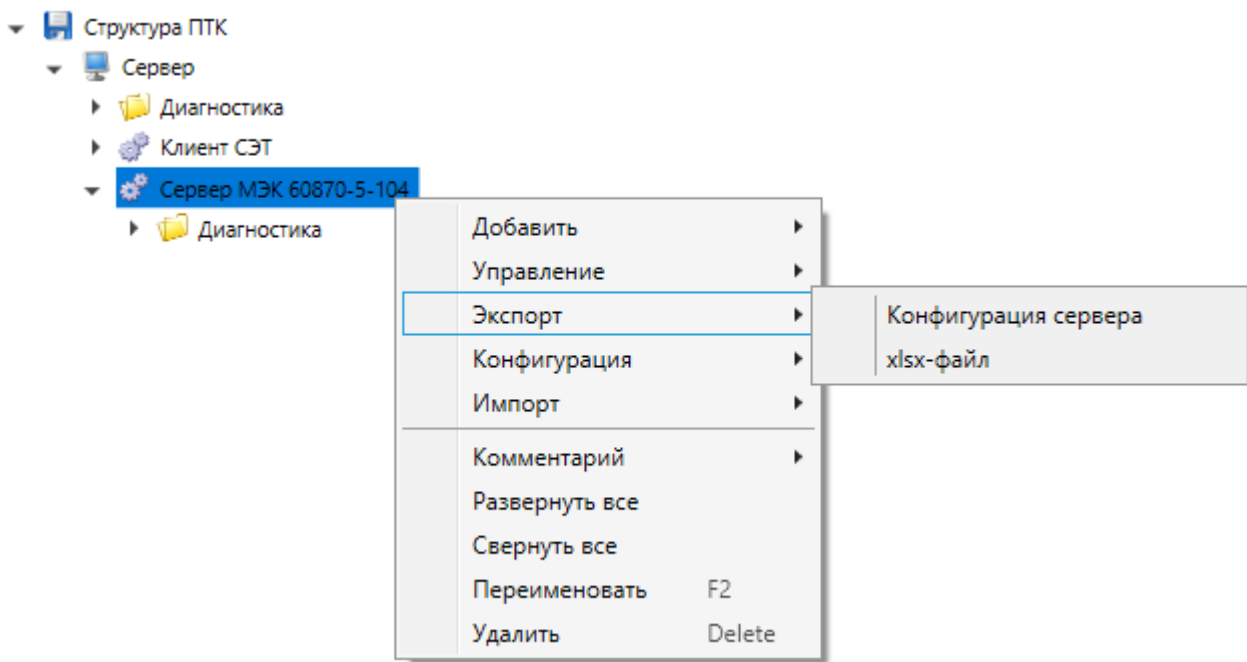 Структура ПТК
Сервер
Диагностика
Клиент СЭТ
Сервер МЭК 60870-5-104
Диагностика
Добавить
Управление
Экспорт
Конфигурация
Импорт
Комментарий
Развернуть все
Свернуть все
Переименовать F2
Удалить Delete
Конфигурация сервера
xlsx-файл